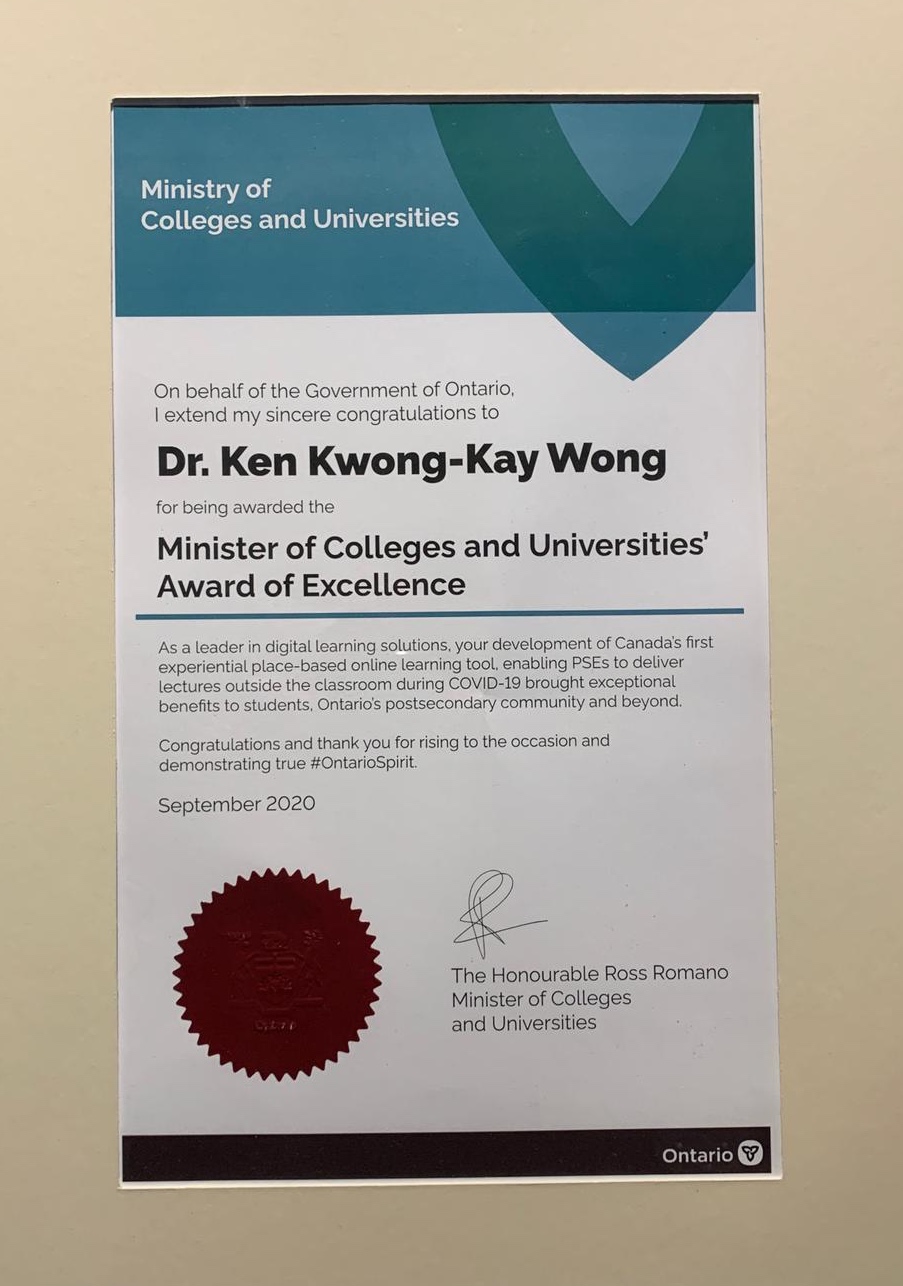 Ministry of
Colleges and Universities
On behalf of the Government of Ontario,
I extend my sincere congratulations to
Dr. Ken Kwong-Kay Wong
for being awarded the
Minister of Colleges and Universities’
Award of Excellence
As a leader in digital learning solutions, your development of Canada’s first
experiential place-based online learning tool, enabling PSEs to deliver
lectures outside the classroom during COVID-19 brought exceptional
benefits to students, Ontario’s postsecondary community and beyond.
Congratulations and thank you for rising to the occasion and
demonstrating true #OntarioSpirit.
September 2020
The Honourable Ross Romano
Minister of Colleges
and Universities
Ontario